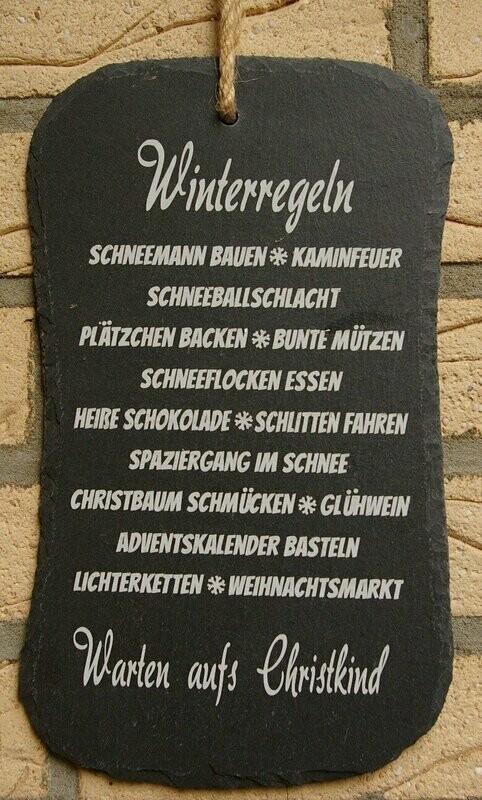 Winterregeln
SCHNEEMANN BAUEN ❄ KAMINFEUER
SCHNEEBALLSCHLACHT
PLÄTZCHEN BACKEN ❄ BUNTE MÜTZEN
SCHNEEFLOCKEN ESSEN
HEIßE SCHOKOLADE ❄ SCHLITTEN FAHREN
SPAZIERGANG IM SCHNEE
CHRISTBAUM SCHMÜCKEN ❄ GLÜHWEIN
ADVENTSKALENDER BASTELN
LICHTERKETTEN ❄ WEIHNACHTSMARKT
Warten aufs Christkind